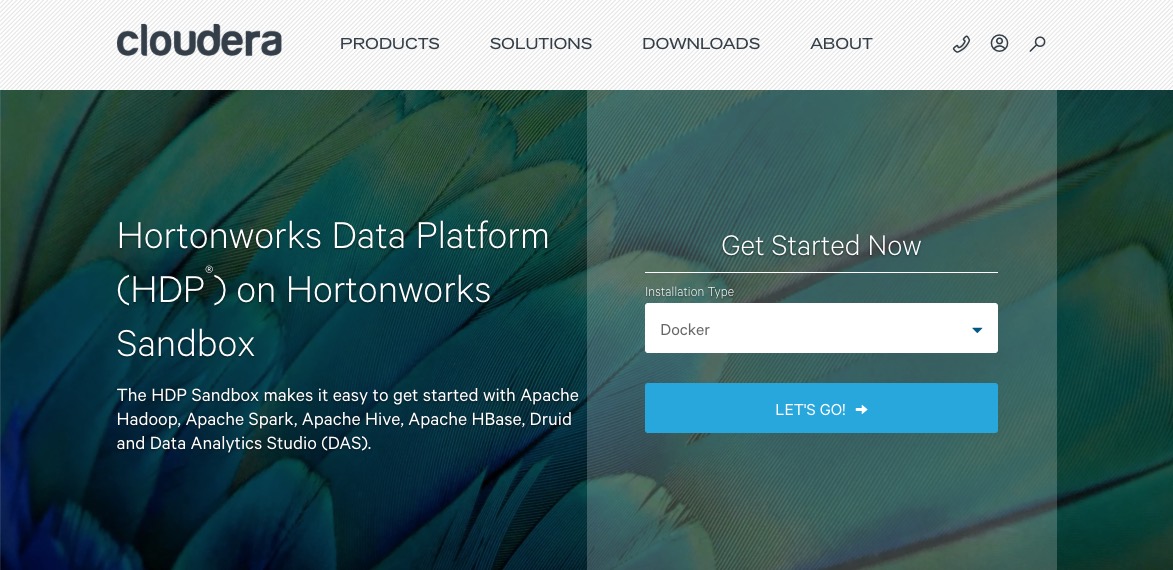 cloudera
PRODUCTS
SOLUTIONS
DOWNLOADS
ABOUT
Hortonworks Data Platform
(HDP®) on Hortonworks
Sandbox
The HDP Sandbox makes it easy to get started with Apache
Hadoop, Apache Spark, Apache Hive, Apache HBase, Druid
and Data Analytics Studio (DAS).
Get Started Now
Installation Type
Docker
LET'S GO!